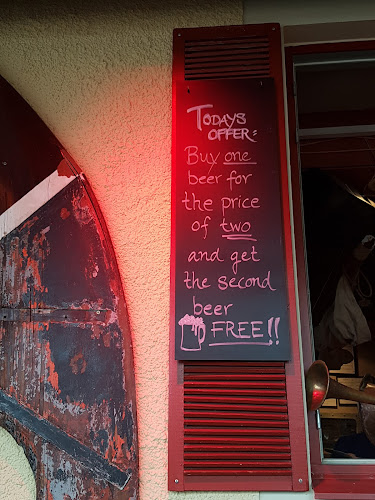 TODAYS
OFFER:
Buy one
beer for
the price
of two
and get
the second
beer
FREE!!